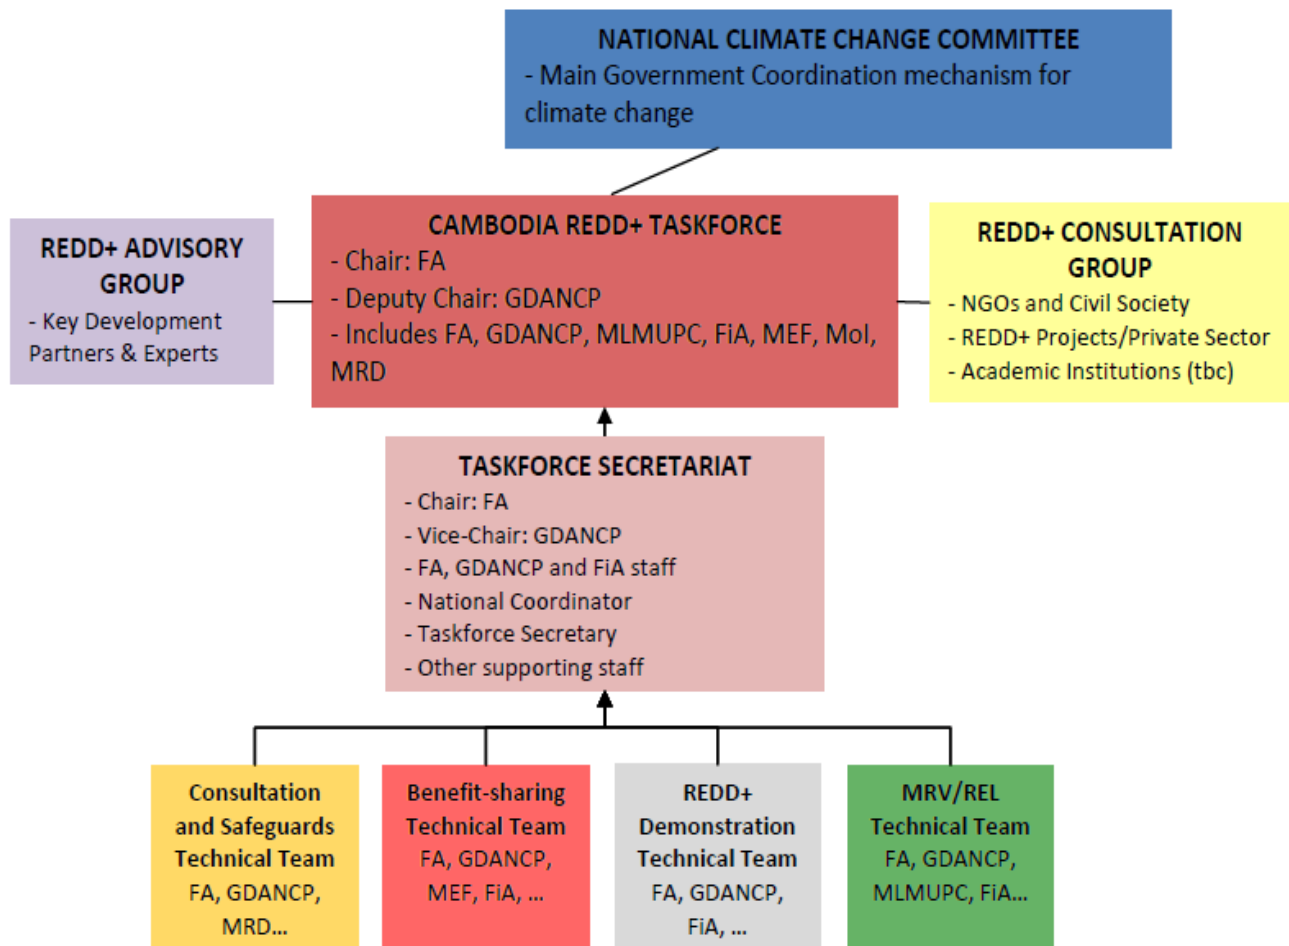 NATIONAL CLIMATE CHANGE COMMITTEE
- Main Government Coordination mechanism for
climate change
REDD+ ADVISORY
GROUP
- Key Development
Partners & Experts
CAMBODIA REDD+ TASKFORCE
- Chair: FA
- Deputy Chair: GDANCP
- Includes FA, GDANCP, MLMUPC, FiA, MEF, MoI,
MRD
REDD+ CONSULTATION
GROUP
- NGOs and Civil Society
- REDD+ Projects/Private Sector
- Academic Institutions (tbc)
TASKFORCE SECRETARIAT
- Chair: FA
- Vice-Chair: GDANCP
- FA, GDANCP and FiA staff
- National Coordinator
- Taskforce Secretary
- Other supporting staff
Consultation
and Safeguards
Technical Team
FA, GDANCP,
MRD...
Benefit-sharing
Technical Team
FA, GDANCP,
MEF, FiA, ...
REDD+
Demonstration
Technical Team
FA, GDANCP,
FiA, ...
MRV/REL
Technical Team
FA, GDANCP,
MLMUPC, FiA...